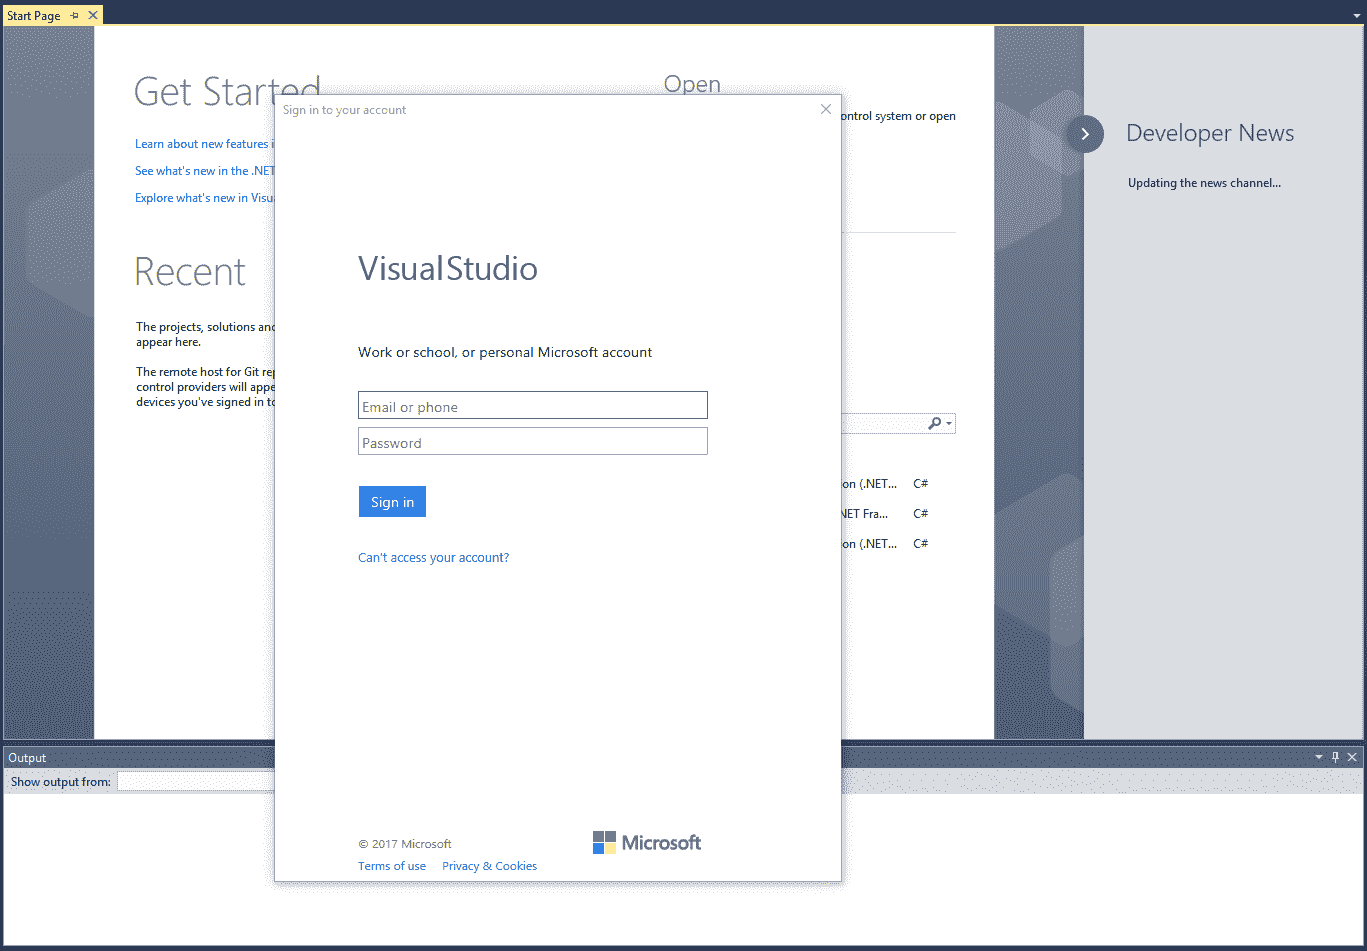 Start Page
Get Started
Learn about new features i
See what's new in the .NET
Explore what's new in Visu
Recent
The projects, solutions and
appear here.
The remote host for Git rep
control providers will appe
devices you've signed in to
Open
ontrol system or open
on (.NET... C#
NET Fra... C#
on (.NET... C#
Sign in to your account
Visual Studio
Work or school, or personal Microsoft account
Email or phone
Password
Sign in
Can't access your account?
© 2017 Microsoft
Microsoft
Terms of use Privacy & Cookies
Developer News
Updating the news channel...
Output
Show output from: